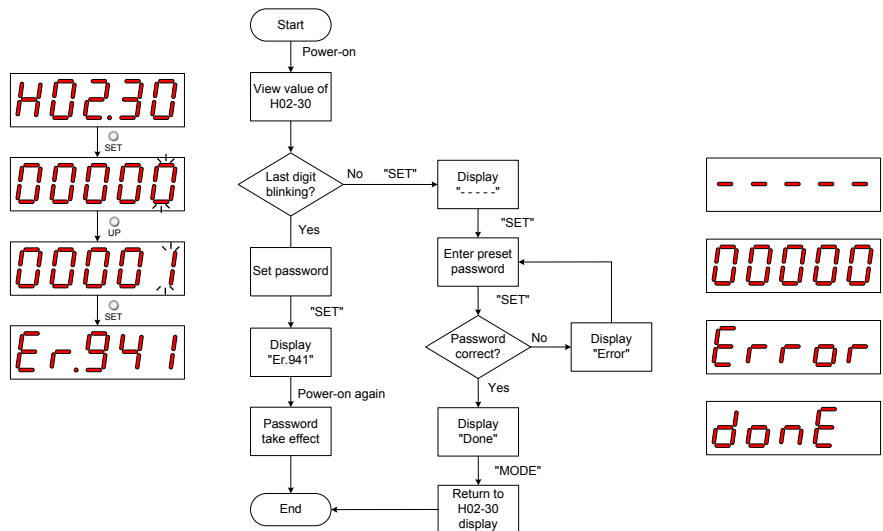 H02.30
SET
00000
UP
00001
SET
Er.941
Start
Power-on
View value of
H02-30
Last digit
blinking?
No
"SET"
Yes
Set password
"SET"
Display
"Er.941"
Power-on again
Password
take effect
End
Display
"- - - - -"
"SET"
Enter preset
password
"SET"
Password
correct?
No
Display
"Error"
Yes
Display
"Done"
"MODE"
Return to
H02-30
display
- - - - -
00000
Error
donE